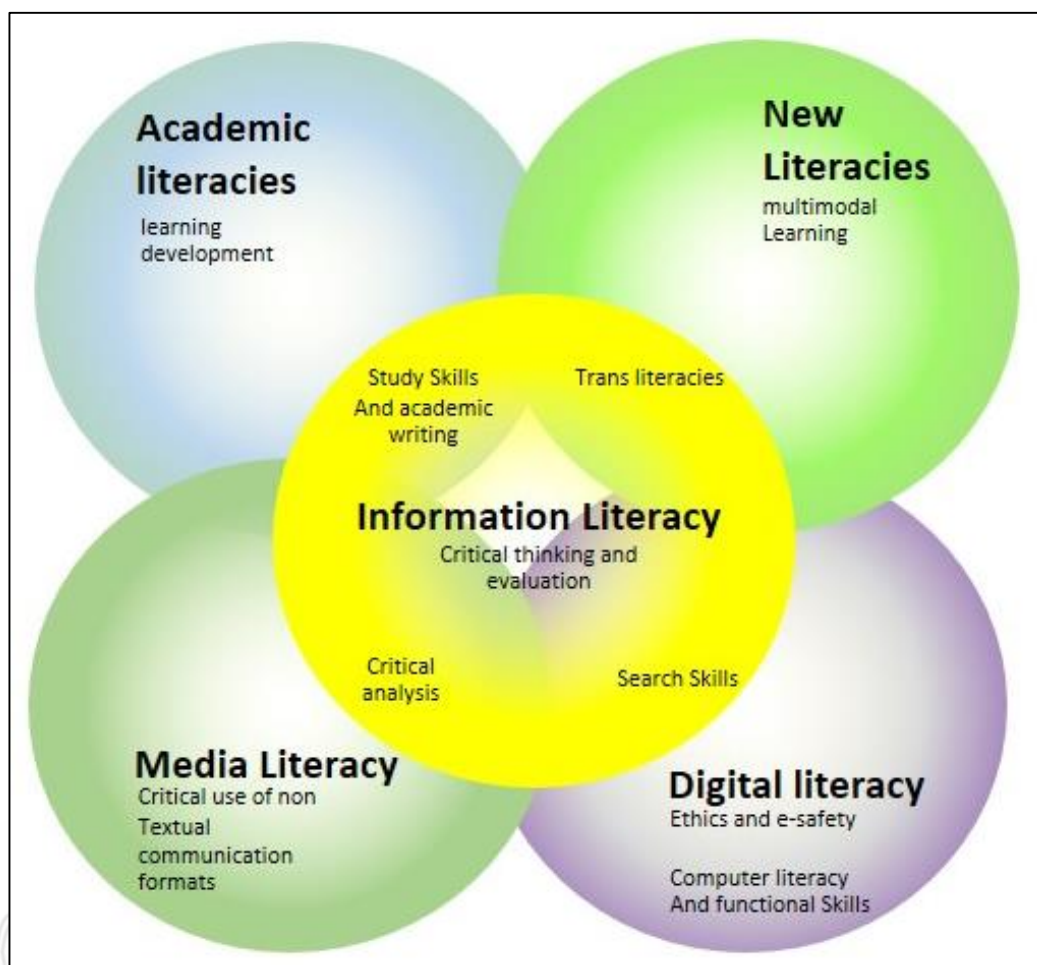 Academic
literacies
learning
development
New
Literacies
multimodal
Learning
Study Skills
And academic
writing
Trans literacies
Information Literacy
Critical thinking and
evaluation
Critical
analysis
Search Skills
Media Literacy
Critical use of non
Textual
communication
formats
Digital literacy
Ethics and e-safety
Computer literacy
And functional Skills